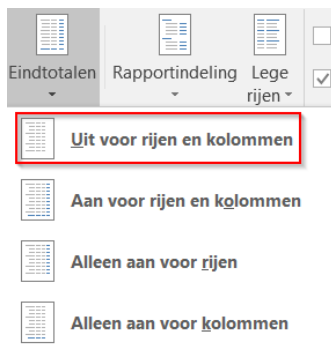 Eindtotalen Rapportindeling Lege
rijen
Uit voor rijen en kolommen
Aan voor rijen en kolommen
Alleen aan voor rijen
Alleen aan voor kolommen